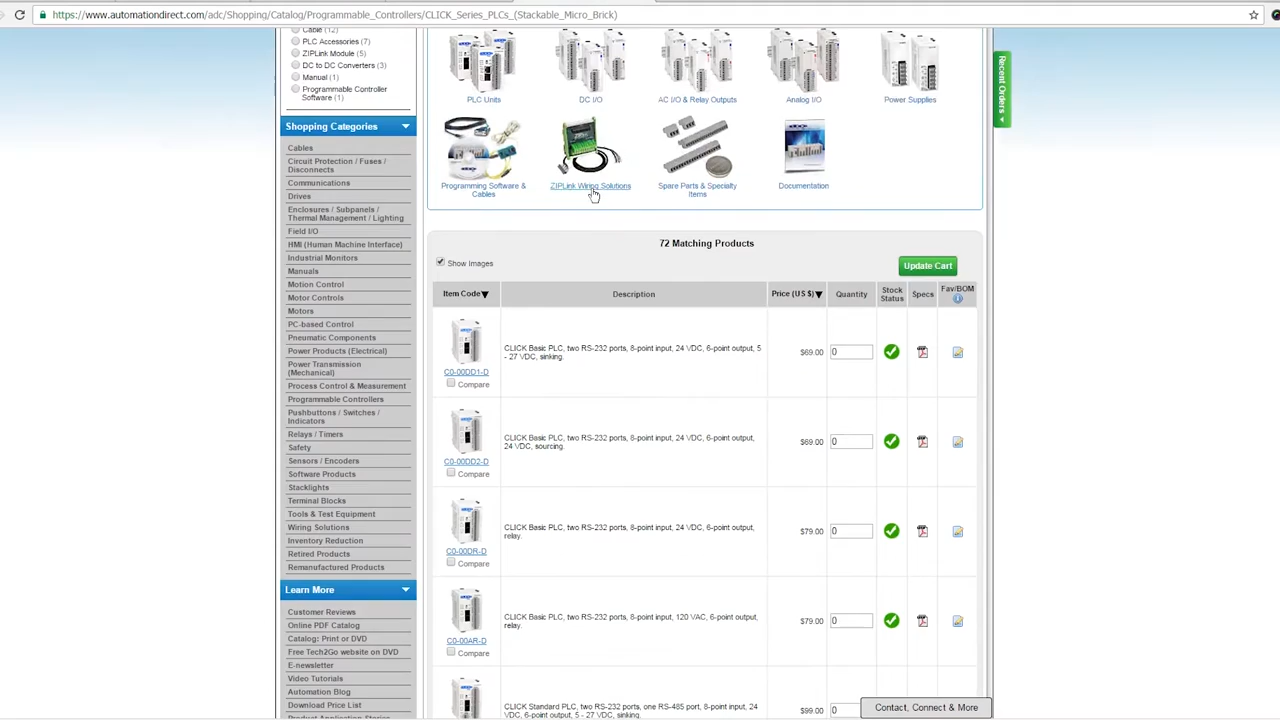 https://www.automationdirect.com/adc/Shopping/Catalog/Programmable_Controllers/CLICK_Series_PLCs_(Stackable_Micro_Brick)
Cable (12)
PLC Accessories (7)
ZIPLink Module (5)
DC to DC Converters (3)
Manual (1)
Programmable Controller
Software (1)
Shopping Categories
Cables
Circuit Protection / Fuses /
Disconnects
Communications
Drives
Enclosures / Subpanels /
Thermal Management / Lighting
Field I/O
HMI (Human Machine Interface)
Industrial Monitors
Manuals
Motion Control
Motor Controls
Motors
PC-based Control
Pneumatic Components
Power Products (Electrical)
Power Transmission
(Mechanical)
Process Control & Measurement
Programmable Controllers
Pushbuttons / Switches /
Indicators
Relays / Timers
Safety
Sensors / Encoders
Software Products
Stacklights
Terminal Blocks
Tools & Test Equipment
Wiring Solutions
Inventory Reduction
Retired Products
Remanufactured Products
Learn More
Customer Reviews
Online PDF Catalog
Catalog: Print or DVD
Free Tech2Go website on DVD
E-newsletter
Video Tutorials
Automation Blog
Download Price List
Product Application Stories
PLC Units
DC I/O
AC I/O & Relay Outputs
Analog I/O
Power Supplies
Programming Software &
Cables
ZIPLink Wiring Solutions
Spare Parts & Specialty
Items
Documentation
72 Matching Products
Show Images
Update Cart
Item Code Description Price (US $) Quantity Stock
Status Specs Fav/BOM
C0-00DD1-D
Compare
CLICK Basic PLC, two RS-232 ports, 8-point input, 24 VDC, 6-point output, 5
- 27 VDC, sinking.
$69.00 0
C0-00DD2-D
Compare
CLICK Basic PLC, two RS-232 ports, 8-point input, 24 VDC, 6-point output,
24 VDC, sourcing.
$69.00 0
C0-00DR-D
Compare
CLICK Basic PLC, two RS-232 ports, 8-point input, 24 VDC, 6-point output,
relay.
$79.00 0
C0-00AR-D
Compare
CLICK Basic PLC, two RS-232 ports, 8-point input, 120 VAC, 6-point output,
relay.
$79.00 0
CLICK Standard PLC, two RS-232 ports, one RS-485 port, 8-point input, 24
VDC, 6-point output, 5 - 27 VDC, sinking.
$99.00 0
Recent Orders
Contact, Connect & More